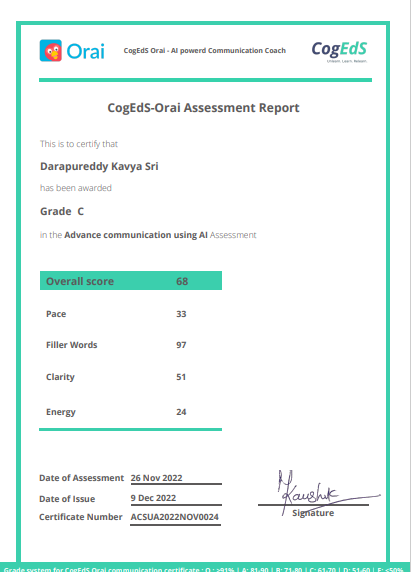 Orai
CogEdS Orai - AI powerd Communication Coach
CogEdS
Unlearn. Learn. Relearn.
CogEdS-Orai Assessment Report
This is to certify that
Darapureddy Kavya Sri
has been awarded
Grade C
in the Advance communication using AI Assessment
Overall score 68
Pace 33
Filler Words 97
Clarity 51
Energy 24
Date of Assessment 26 Nov 2022
Date of Issue 9 Dec 2022
Certificate Number ACSUA2022NOV0024
Kaushik
Signature
Grade system for CogEdS Orai communication certificate : O : >91% | A: 81-90 | B: 71-80 | C: 61-70 | D: 51-60 | E: <50%